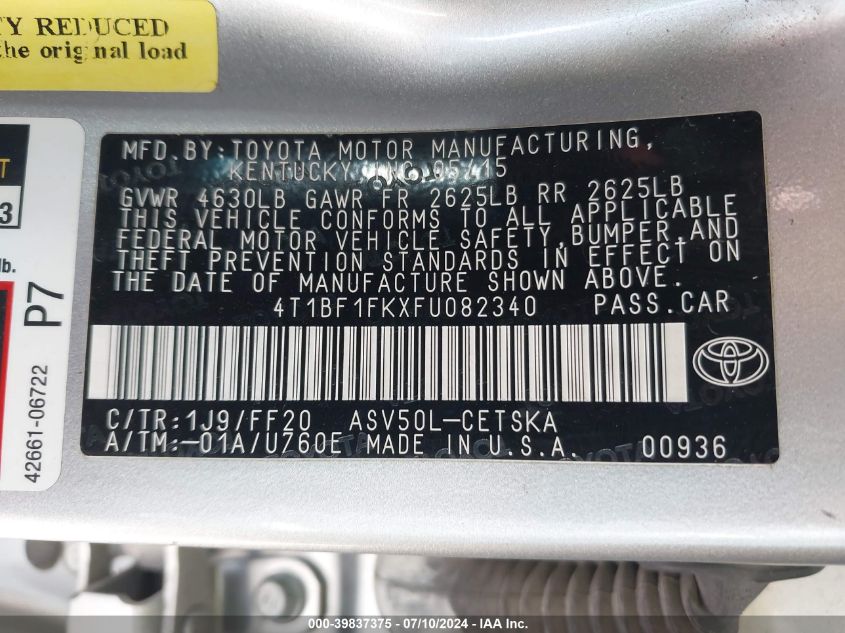 TY REDUCED
the original load
T
3
lb.
P7
42661-06722
MFD. BY: TOYOTA MOTOR MANUFACTURING,
KENTUCKY, INC. 05/15
GVWR 4630LB GAWR FR 2625LB RR 2625LB
THIS VEHICLE CONFORMS TO ALL APPLICABLE
FEDERAL MOTOR VEHICLE SAFETY, BUMPER, AND
THEFT PREVENTION STANDARDS IN EFFECT ON
THE DATE OF MANUFACTURE SHOWN ABOVE.
4T1BF1FKXFU082340 PASS.CAR
C/TR:1J9/FF20 ASV50L-CETSKA
A/TM:-01A/U760E MADE IN U.S.A. 00936
000-39837375 - 07/10/2024 - IAA Inc.